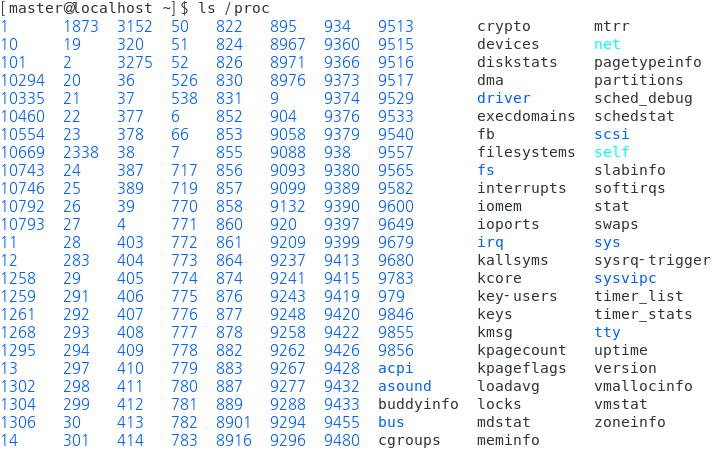 [master@localhost ~]$ ls /proc
1 1873 3152 50 822 895 934 9513 crypto mtrr
10 19 320 51 824 8967 9360 9515 devices net
101 2 3275 52 826 8971 9366 9516 diskstats pagetypeinfo
10294 20 36 526 830 8976 9373 9517 dma partitions
10335 21 37 538 831 9 9374 9529 driver sched_debug
10460 22 377 6 852 904 9376 9533 execdomains schedstat
10554 23 378 66 853 9058 9379 9540 fb scsi
10669 2338 38 7 855 9088 938 9557 filesystems self
10743 24 387 717 856 9093 9380 9565 fs slabinfo
10746 25 389 719 857 9099 9389 9582 interrupts softirqs
10792 26 39 770 858 9132 9390 9600 iomem stat
10793 27 4 771 860 920 9397 9649 ioports swaps
11 28 403 772 861 9209 9399 9679 irq sys
12 283 404 773 864 9237 9413 9680 kallsyms sysrq-trigger
1258 29 405 774 874 9241 9415 9783 kcore sysvipc
1259 291 406 775 876 9243 9419 979 key-users timer_list
1261 292 407 776 877 9248 9420 9846 keys timer_stats
1268 293 408 777 878 9258 9422 9855 kmsg tty
1295 294 409 778 882 9262 9426 9856 kpagecount uptime
13 297 410 779 883 9267 9428 acpi kpageflags version
1302 298 411 780 887 9277 9432 asound loadavg vmallocinfo
1304 299 412 781 889 9288 9433 buddyinfo locks vmstat
1306 30 413 782 8901 9294 9455 bus mdstat zoneinfo
14 301 414 783 8916 9296 9480 cgroups meminfo